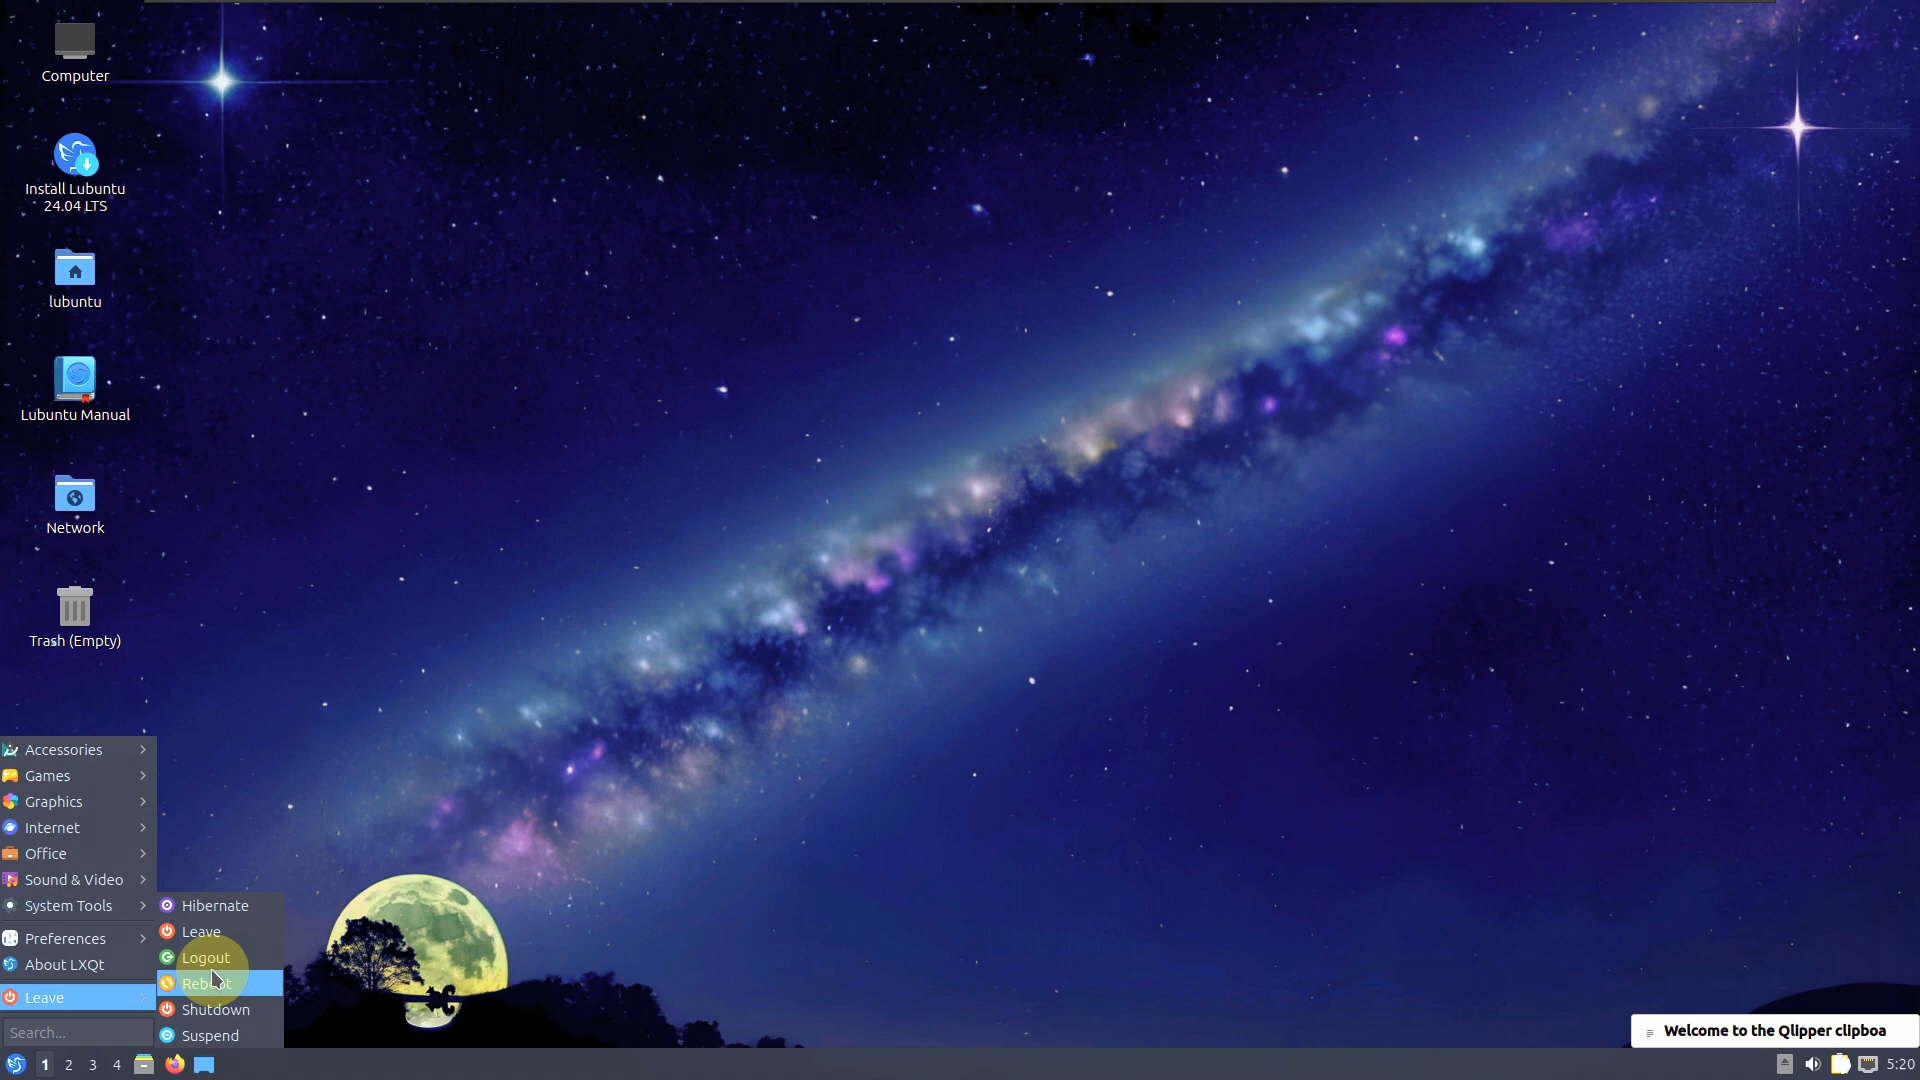 Computer
Install Lubuntu
24.04 LTS
lubuntu
Lubuntu Manual
Network
Trash (Empty)
Accessories
Games
Graphics
Internet
Office
Sound & Video
System Tools
Preferences
About LXQt
Leave
Search...
Hibernate
Leave
Logout
Reboot
Shutdown
Suspend
Welcome to the Qlipper clipboa
1 2 3 4
5:20